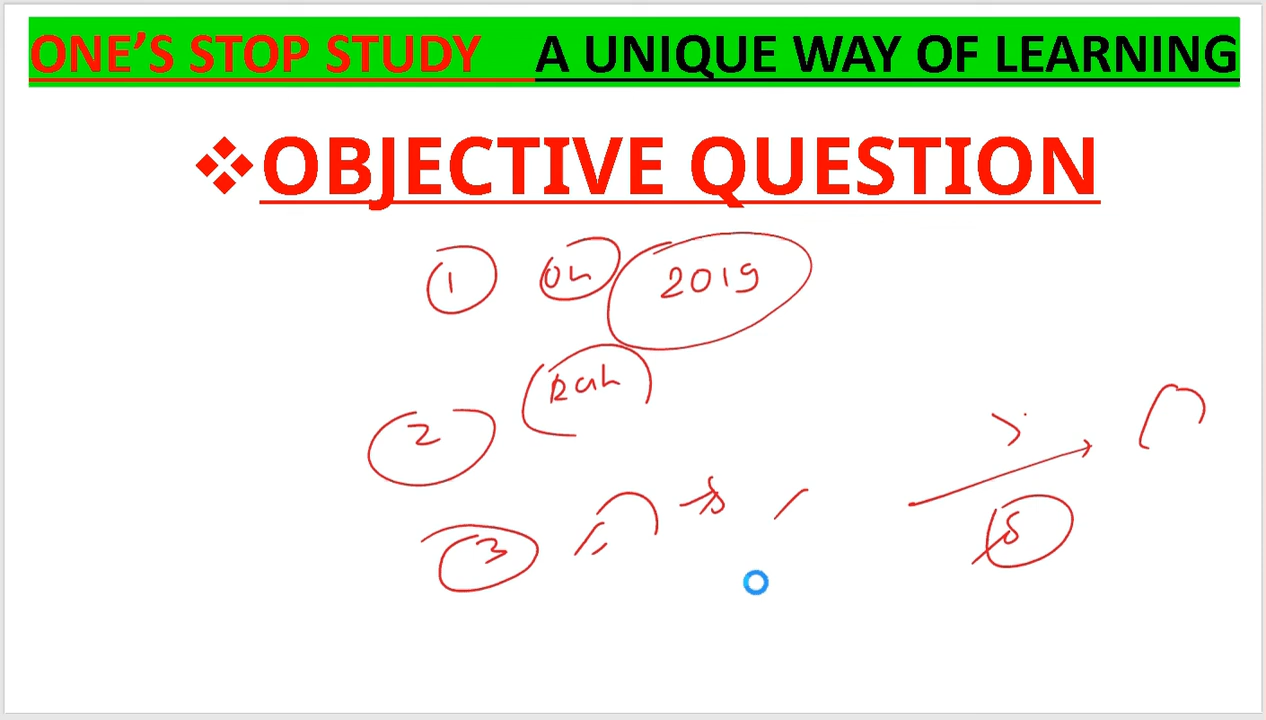 ONE'S STOP STUDY A UNIQUE WAY OF LEARNING
❖OBJECTIVE QUESTION
1 on 2019
2
3